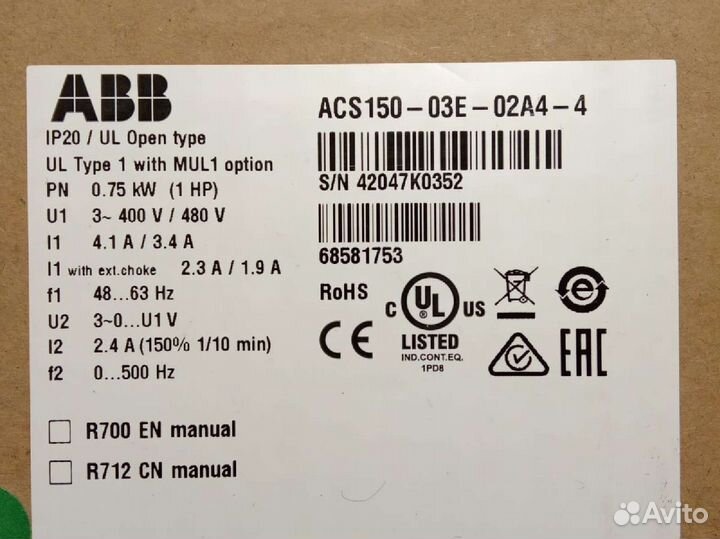 ABB
ACS150-03E-02A4-4
IP20 / UL Open type
UL Type 1 with MUL1 option
S/N 42047K0352
PN 0.75 kW (1 HP)
U1 3~ 400 V / 480 V
I1 4.1 A / 3.4 A
68581753
I1 with ext.choke 2.3 A / 1.9 A
f1 48...63 Hz
U2 3~0...U1 V
I2 2.4 A (150% 1/10 min)
f2 0...500 Hz
RoHS
C UL US
LISTED
IND.CONT.EQ.
1PD8
CE
e
EAC
R700 EN manual
R712 CN manual
Avito